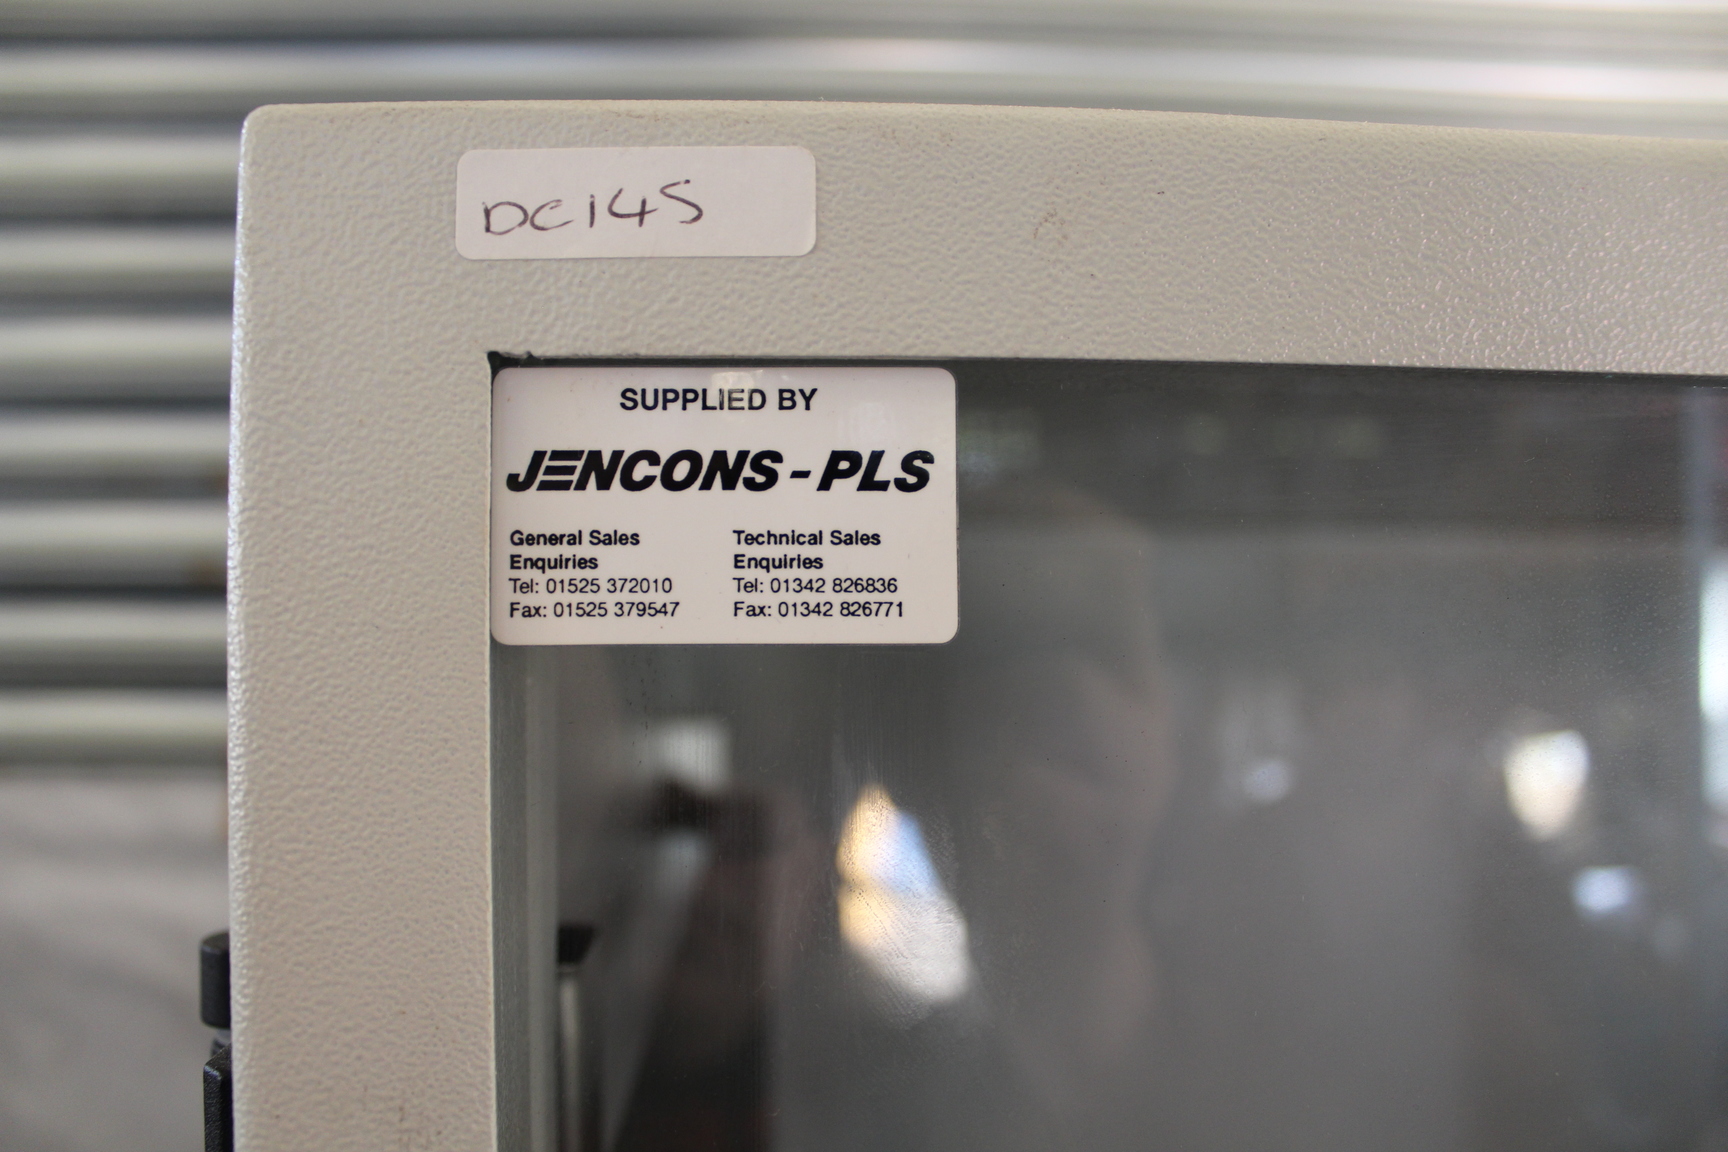 DC145
SUPPLIED BY
JENCONS-PLS
General Sales
Enquiries
Tel: 01525 372010
Fax: 01525 379547
Technical Sales
Enquiries
Tel: 01342 826836
Fax: 01342 826771